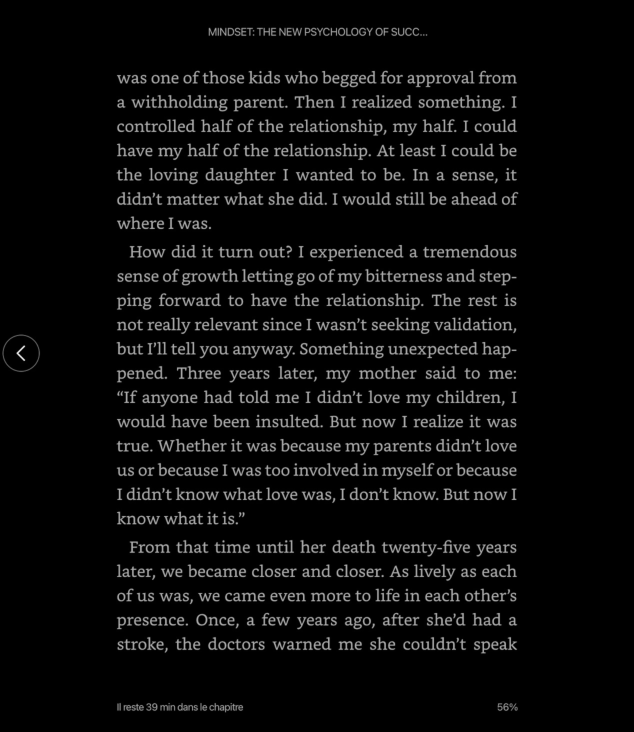 MINDSET: THE NEW PSYCHOLOGY OF SUCC...
was one of those kids who begged for approval from
a withholding parent. Then I realized something. I
controlled half of the relationship, my half. I could
have my half of the relationship. At least I could be
the loving daughter I wanted to be. In a sense, it
didn’t matter what she did. I would still be ahead of
where I was.
How did it turn out? I experienced a tremendous
sense of growth letting go of my bitterness and step-
ping forward to have the relationship. The rest is
not really relevant since I wasn’t seeking validation,
but I’ll tell you anyway. Something unexpected hap-
pened. Three years later, my mother said to me:
“If anyone had told me I didn’t love my children, I
would have been insulted. But now I realize it was
true. Whether it was because my parents didn’t love
us or because I was too involved in myself or because
I didn’t know what love was, I don’t know. But now I
know what it is.”
From that time until her death twenty-five years
later, we became closer and closer. As lively as each
of us was, we came even more to life in each other’s
presence. Once, a few years ago, after she’d had a
stroke, the doctors warned me she couldn’t speak
Il reste 39 min dans le chapitre
56%